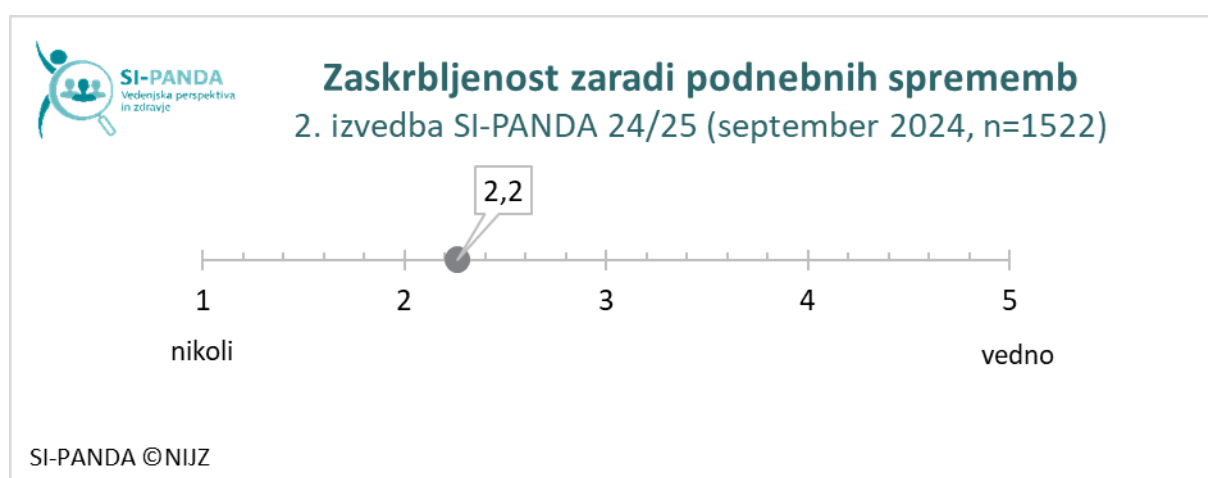 SI-PANDA
Vedenjska perspektiva
in zdravje
Zaskrbljenost zaradi podnebnih sprememb
2. izvedba SI-PANDA 24/25 (september 2024, n=1522)
2,2
1 2 3 4 5
nikoli vedno
SI-PANDA ©NIJZ